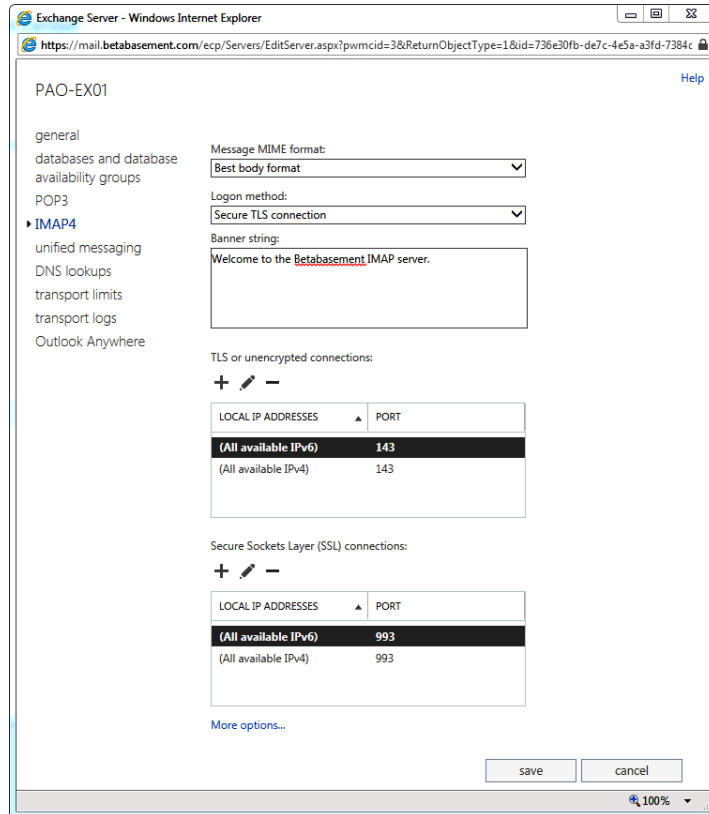 Exchange Server - Windows Internet Explorer
https://mail.betabasement.com/ecp/Servers/EditServer.aspx?pwmcid=3&ReturnObjectType=1&id=736e30fb-de7c-4e5a-a3fd-7384c
Help
PAO-EX01
general
databases and database
availability groups
POP3
IMAP4
unified messaging
DNS lookups
transport limits
transport logs
Outlook Anywhere
Message MIME format:
Best body format
Logon method:
Secure TLS connection
Banner string:
Welcome to the Betabasement IMAP server.
TLS or unencrypted connections:
LOCAL IP ADDRESSES PORT
(All available IPv6) 143
(All available IPv4) 143
Secure Sockets Layer (SSL) connections:
LOCAL IP ADDRESSES PORT
(All available IPv6) 993
(All available IPv4) 993
More options...
save cancel
100%